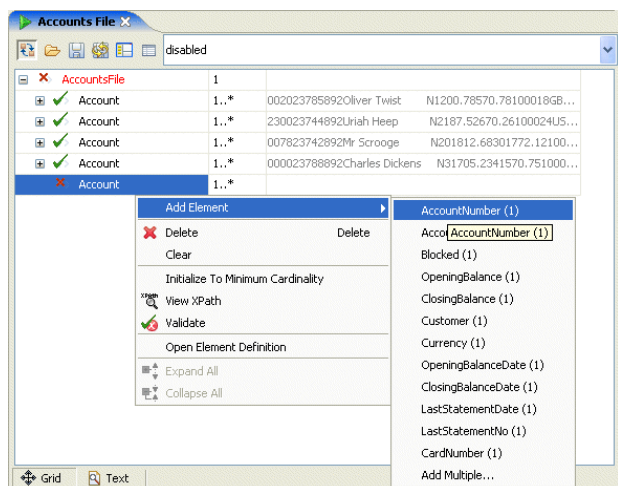 Accounts File
disabled
AccountsFile 1
Account 1..* 002023785892Oliver Twist N1200.78570.78100018GB...
Account 1..* 230023744892Uriah Heep N2187.52670.26100024US...
Account 1..* 007823742892Mr Scrooge N201812.68301772.12100...
Account 1..* 000023788892Charles Dickens N31705.2341570.751000...
Account 1..*
Add Element
Delete Delete
Clear
Initialize To Minimum Cardinality
XPath View XPath
Validate
Open Element Definition
Expand All
Collapse All
AccountNumber (1)
Accou AccountNumber (1)
Blocked (1)
OpeningBalance (1)
ClosingBalance (1)
Customer (1)
Currency (1)
OpeningBalanceDate (1)
ClosingBalanceDate (1)
LastStatementDate (1)
LastStatementNo (1)
CardNumber (1)
Add Multiple...
Grid Text